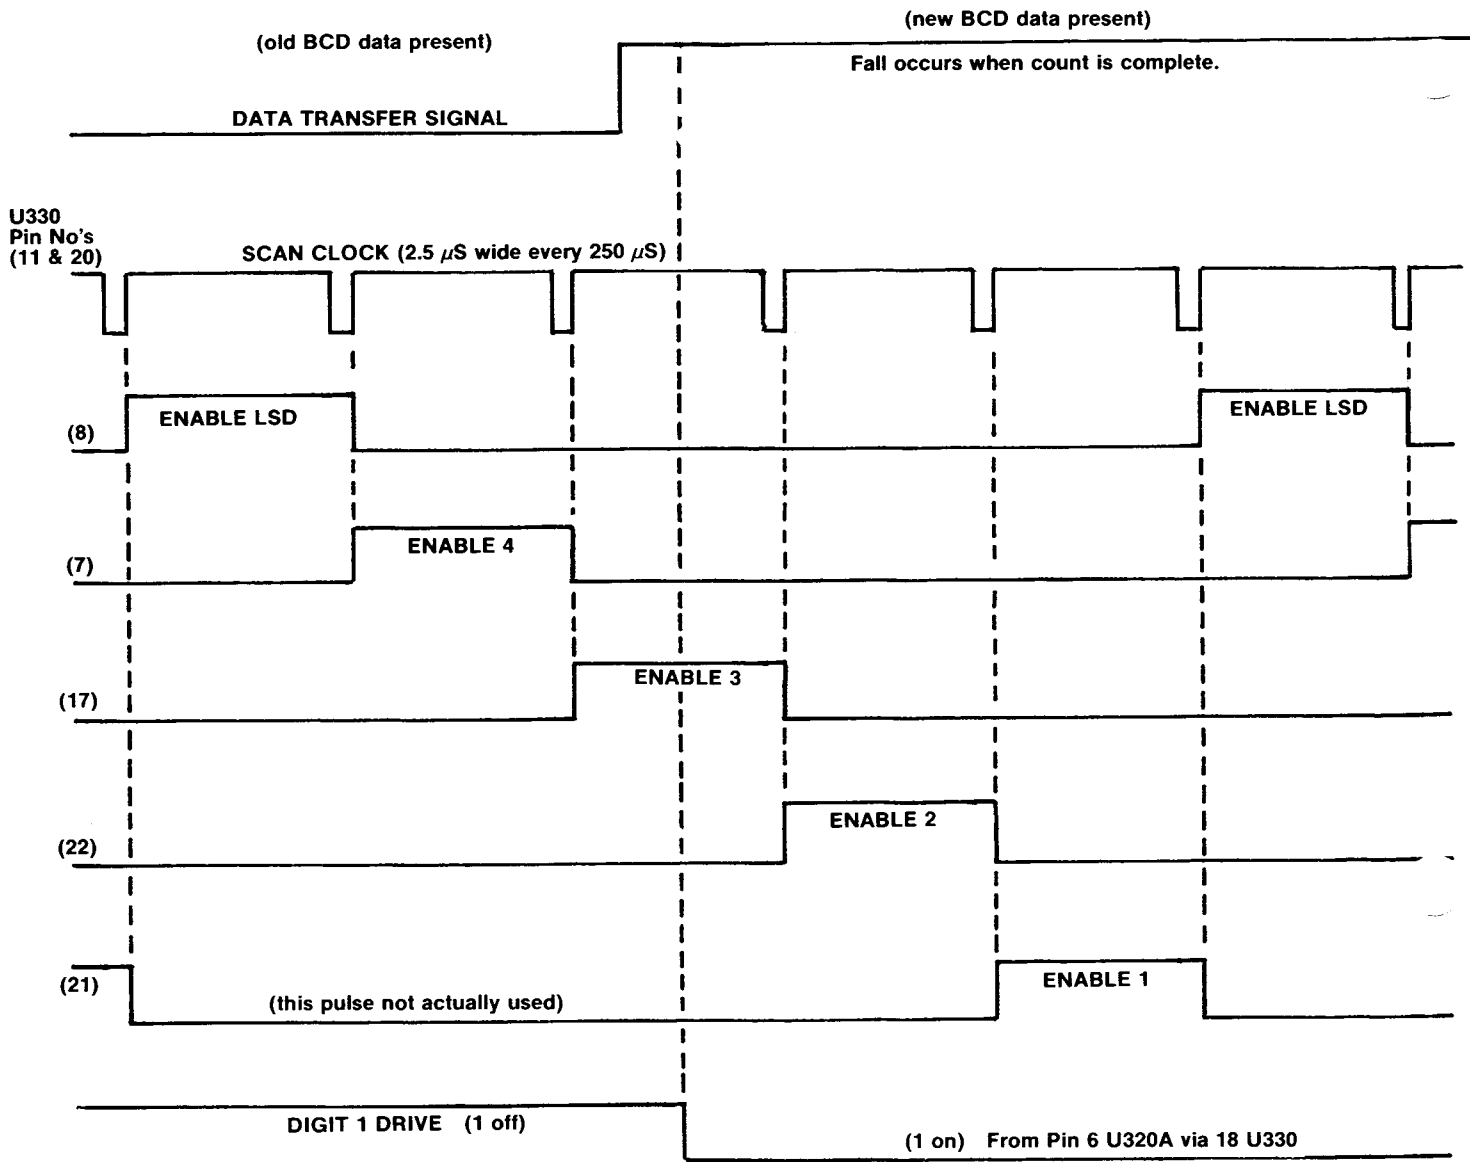 (new BCD data present)
(old BCD data present)
Fall occurs when count is complete.
DATA TRANSFER SIGNAL
U330
Pin No's
(11 & 20)
SCAN CLOCK (2.5 μS wide every 250 μS)
ENABLE LSD
ENABLE LSD
(8)
ENABLE 4
(7)
ENABLE 3
(17)
ENABLE 2
(22)
ENABLE 1
(21)
(this pulse not actually used)
DIGIT 1 DRIVE (1 off)
(1 on) From Pin 6 U320A via 18 U330